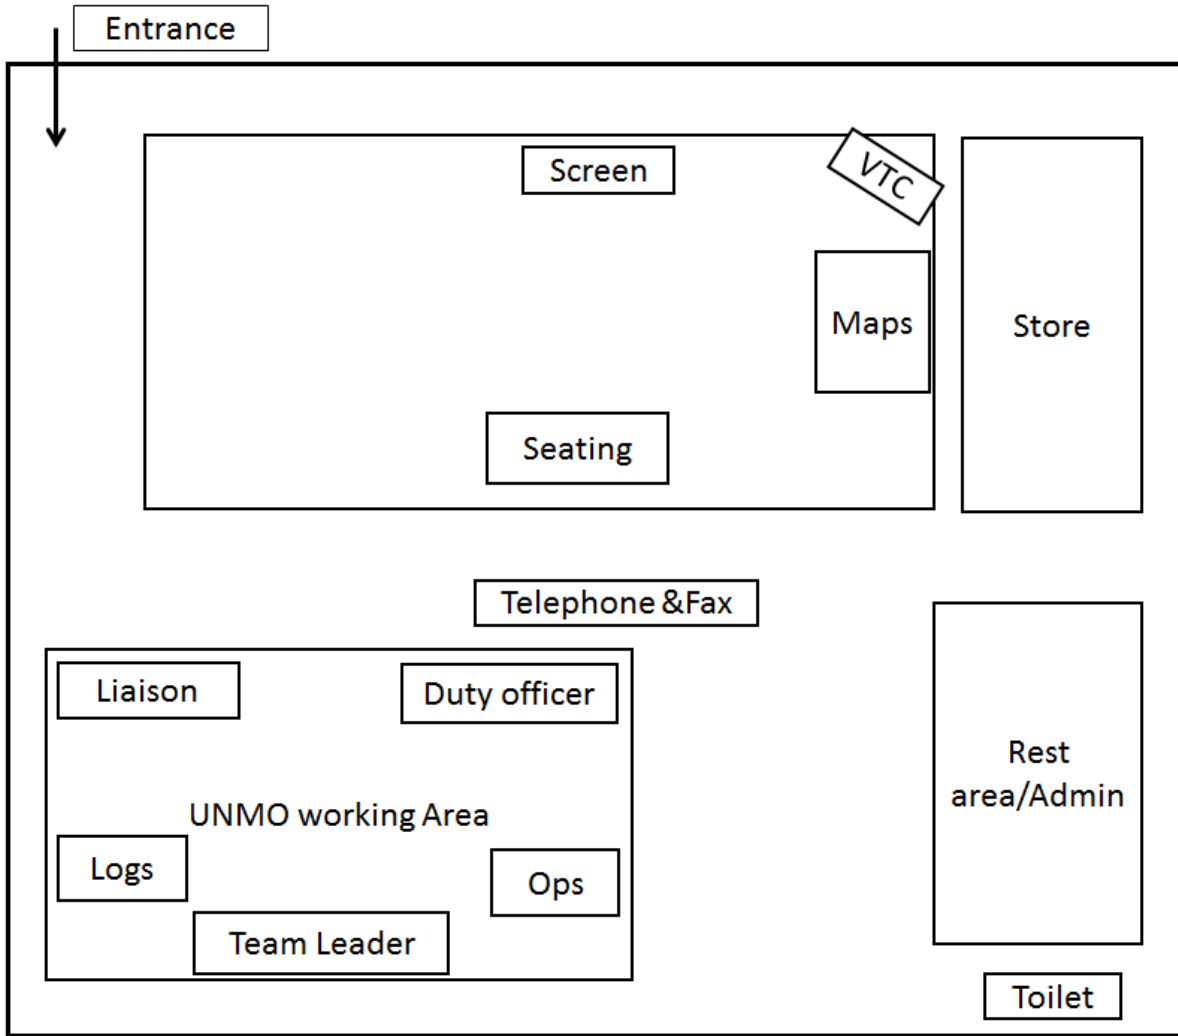 Entrance
Screen
VTC
Maps
Store
Seating
Telephone &Fax
Liaison
Duty officer
Rest
area/Admin
UNMO working Area
Logs
Ops
Team Leader
Toilet